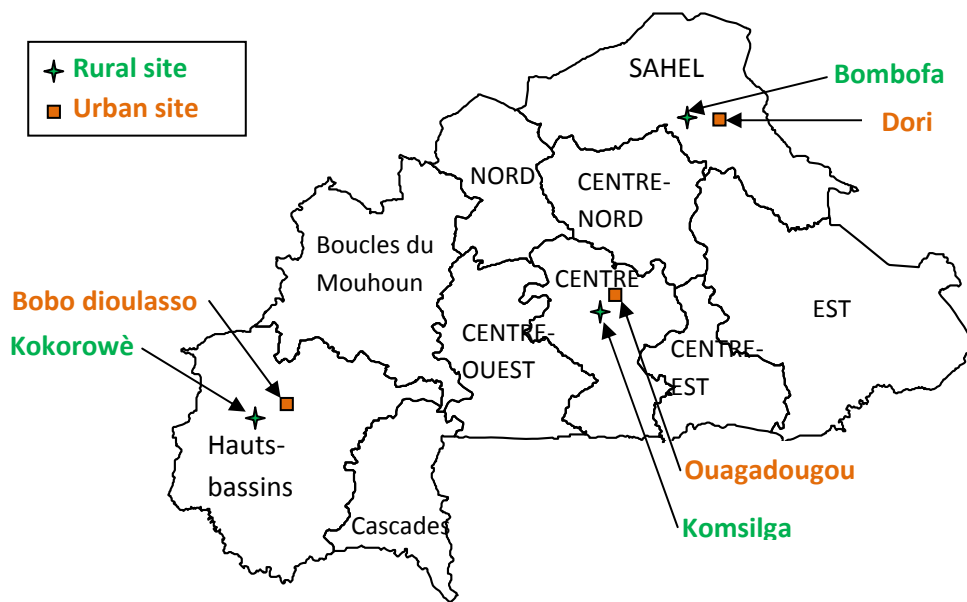 Rural site
Urban site
SAHEL
Bombofa
Dori
NORD
CENTRE-
NORD
Boucles du
Mouhoun
Bobo dioulasso
Kokorowè
CENTRE
EST
CENTRE-
OUEST
CENTRE-
EST
Hauts-
bassins
Ouagadougou
Komsilga
Cascades